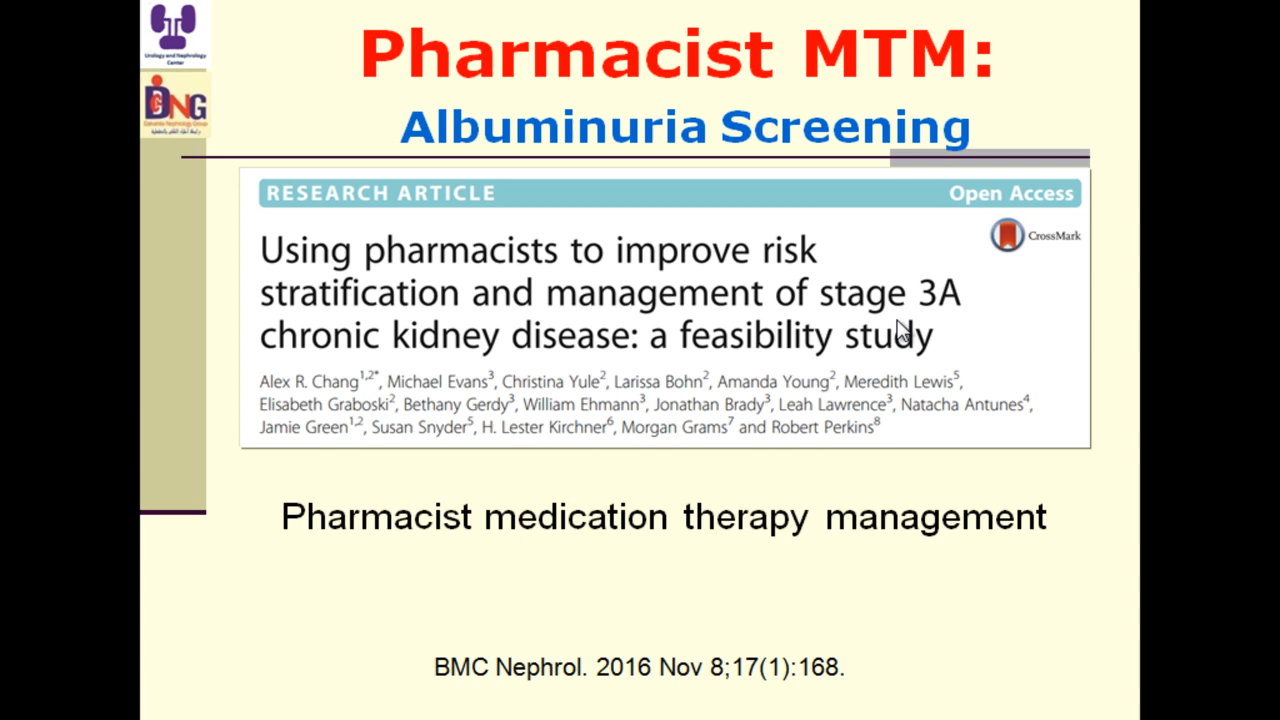 Urology and Nephrology
Center
DNG
Pharmacist MTM:
Albuminuria Screening
RESEARCH ARTICLE
Open Access
CrossMark
Using pharmacists to improve risk
stratification and management of stage 3A
chronic kidney disease: a feasibility study
Alex R. Chang1,2*, Michael Evans3, Christina Yule2, Larissa Bohn2, Amanda Young2, Meredith Lewis5,
Elisabeth Graboski2, Bethany Gerdy3, William Ehmann3, Jonathan Brady3, Leah Lawrence3, Natacha Antunes4,
Jamie Green1,2, Susan Snyder5, H. Lester Kirchner6, Morgan Grams7 and Robert Perkins8
Pharmacist medication therapy management
BMC Nephrol. 2016 Nov 8;17(1):168.